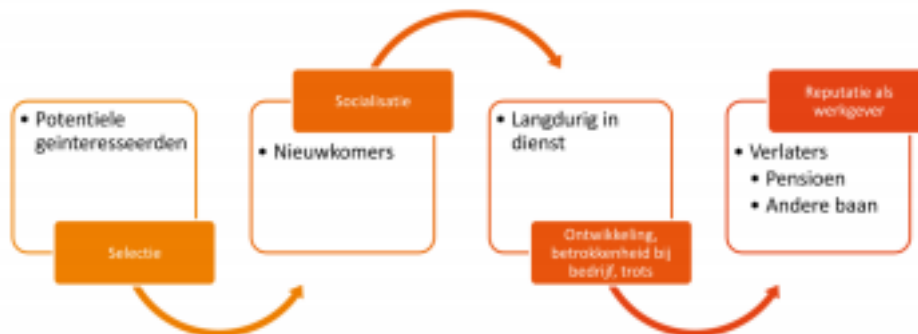 • Potentiele
geinteresseerden
Selectie
Socialisatie
• Nieuwkomers
• Langdurig in
dienst
Ontwikkeling,
betrokkenheid bij
bedrijf, trots
Reputatie als
werkgever
• Verlaters
• Pensioen
• Andere baan